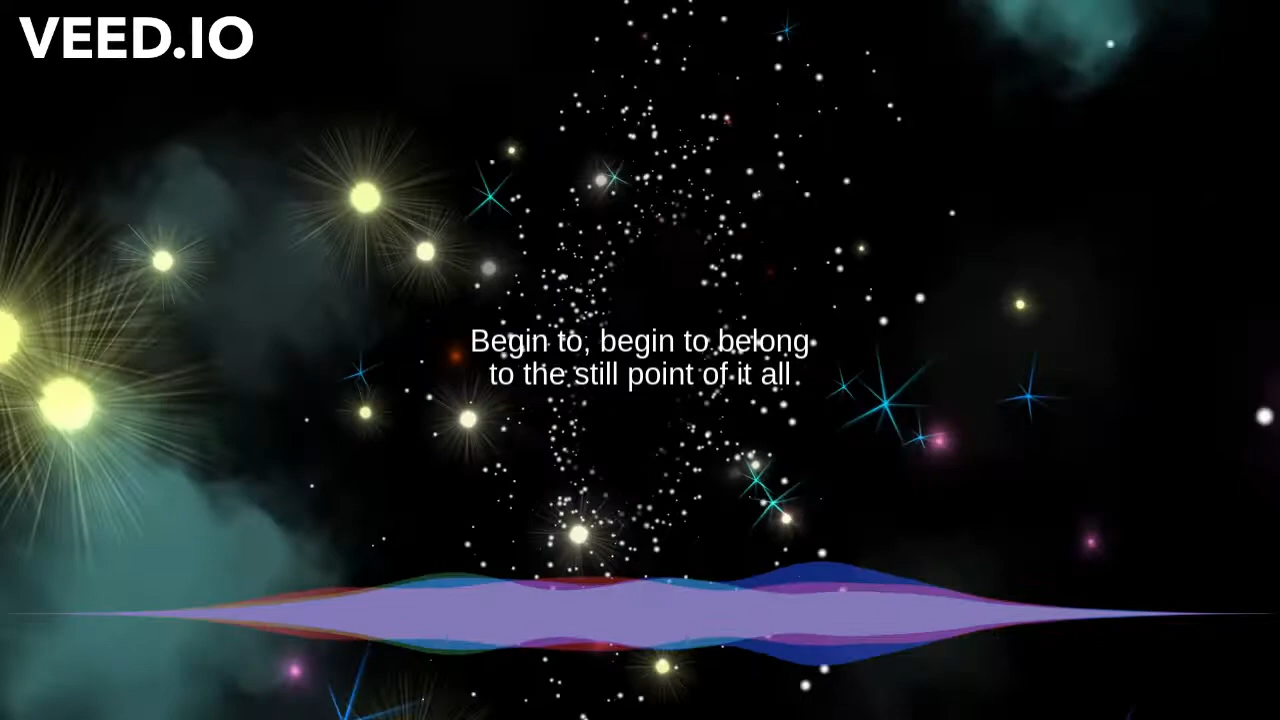 VEED.IO
Begin to, begin to belong
to the still point of it all